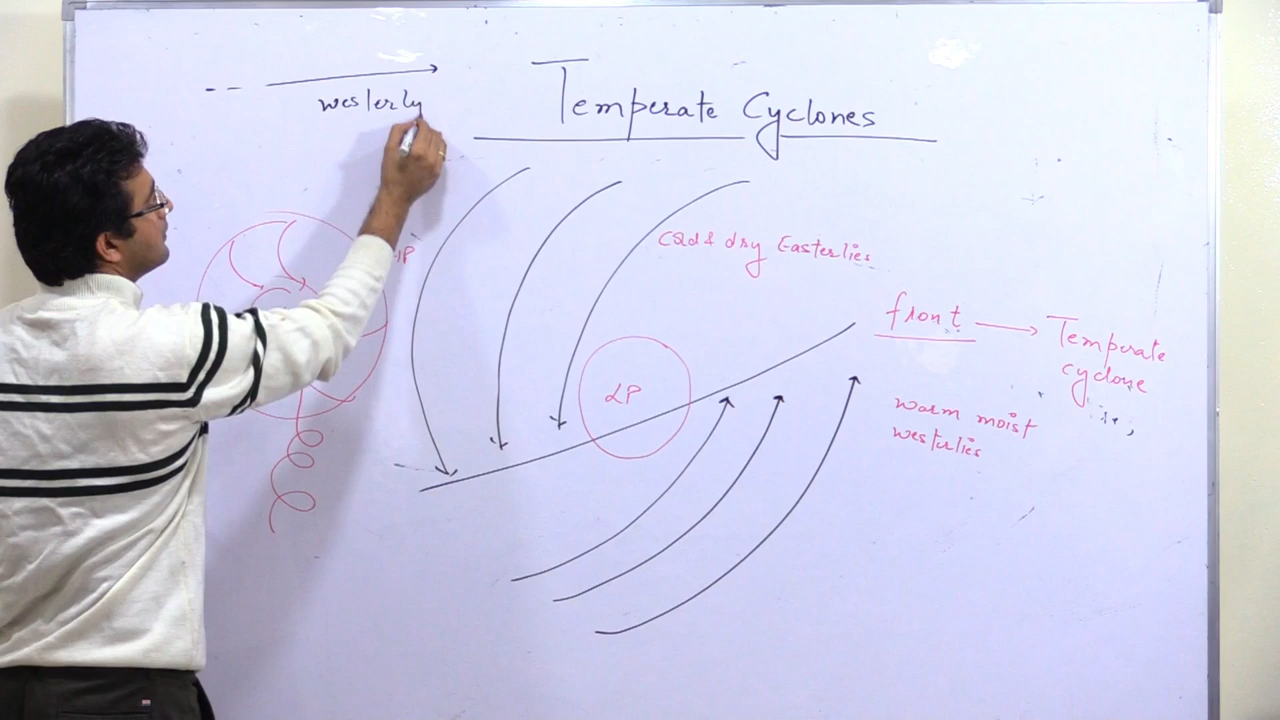 Temperate Cyclones
westerly
cold & dry Easterlies
front → Temperate
cyclone
LP
warm moist
westerlies